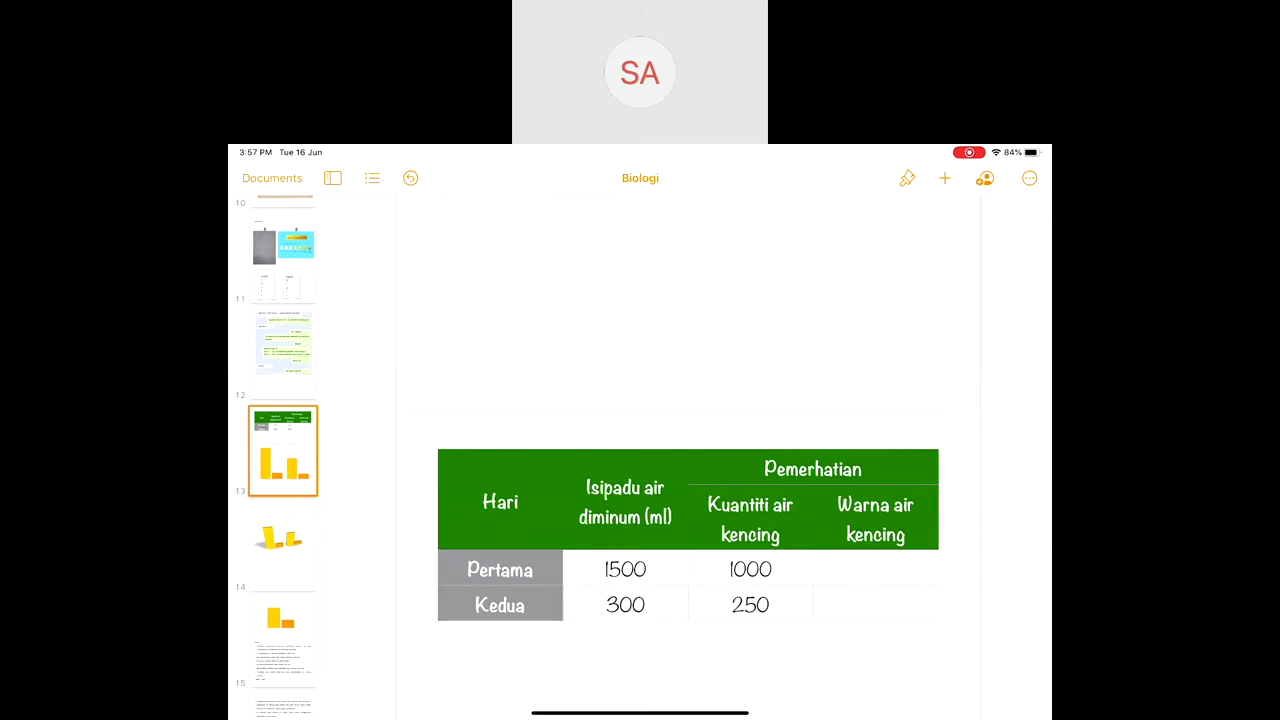 SA
3:57 PM Tue 16 Jun
84%
Documents
Biologi
10
11
12
13
14
15
Hari
Isipadu air
diminum (ml)
Pemerhatian
Kuantiti air
kencing
Warna air
kencing
Pertama 1500 1000
Kedua 300 250